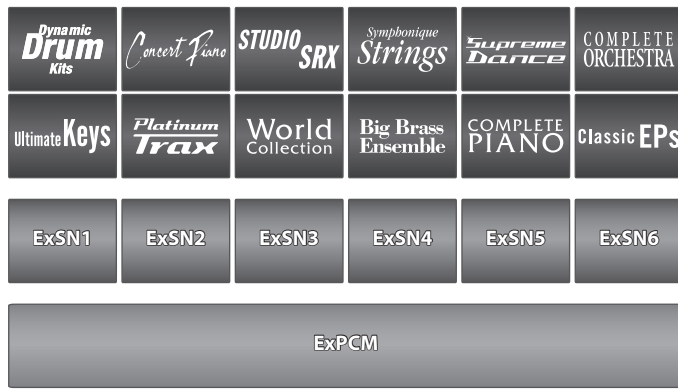 Dynamic
Drum
Kits
Concert Piano
STUDIO
SRX
Symphonique
Strings
Supreme
Dance
COMPLETE
ORCHESTRA
Ultimate Keys
Platinum
Trax
World
Collection
Big Brass
Ensemble
COMPLETE
PIANO
Classic EPs
ExSN1
ExSN2
ExSN3
ExSN4
ExSN5
ExSN6
ExPCM